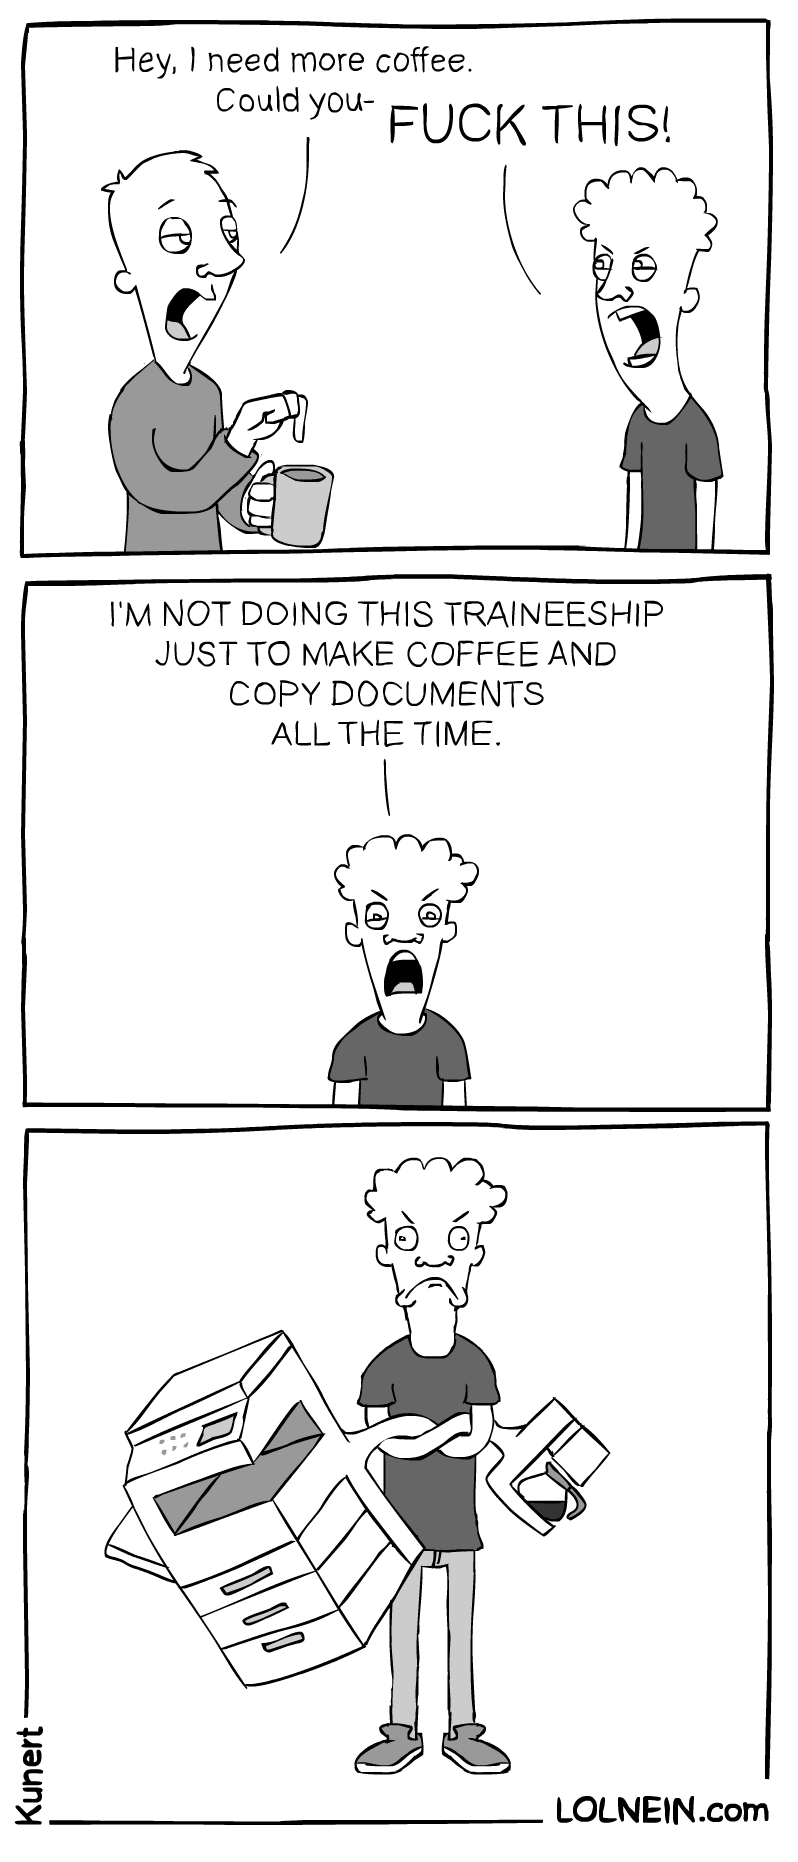 Hey, I need more coffee.
Could you-
FUCK THIS!
I'M NOT DOING THIS TRAINEESHIP
JUST TO MAKE COFFEE AND
COPY DOCUMENTS
ALL THE TIME.
Kunert
LOLNEIN.com